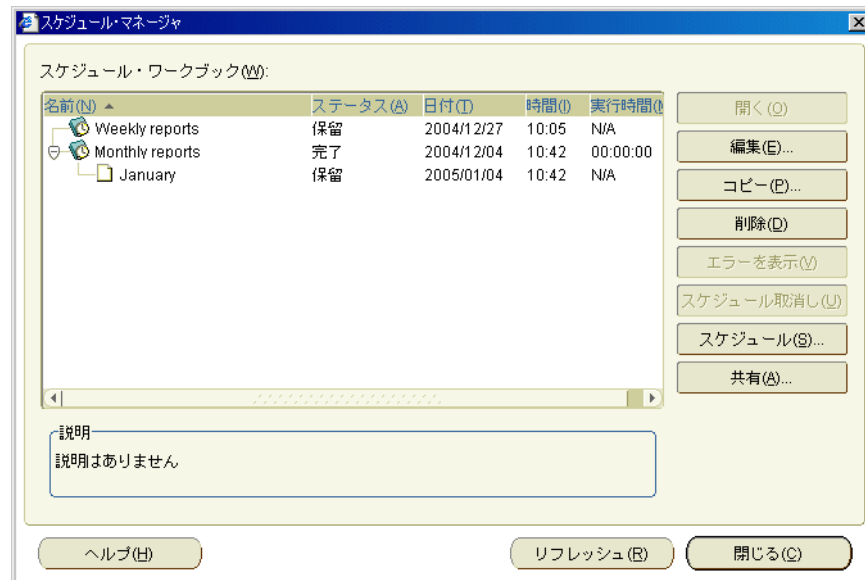 スケジュール・マネージャ
スケジュール・ワークブック(W):
名前(N) ステータス(A) 日付(T) 時間(I) 実行時間(
Weekly reports 保留 2004/12/27 10:05 N/A
Monthly reports 完了 2004/12/04 10:42 00:00:00
January 保留 2005/01/04 10:42 N/A
開く(O)
編集(E)...
コピー(P)...
削除(D)
エラーを表示(V)
スケジュール取消し(U)
スケジュール(S)...
共有(A)...
説明
説明はありません
ヘルプ(H) リフレッシュ(R) 閉じる(C)